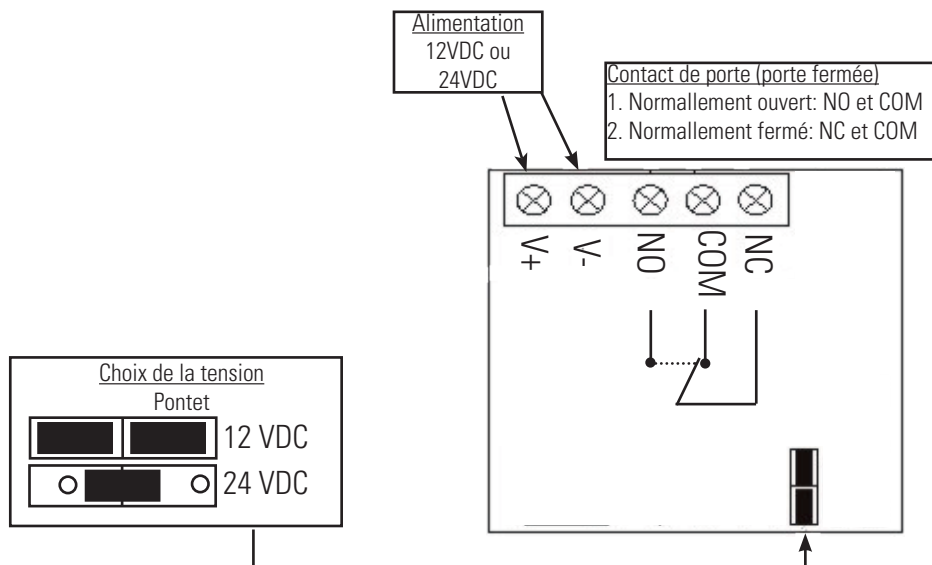 Alimentation
12VDC ou
24VDC
Contact de porte (porte fermée)
1. Normallement ouvert: NO et COM
2. Normallement fermé: NC et COM
V+
V-
NO
COM
NC
Choix de la tension
Pontet
12 VDC
24 VDC